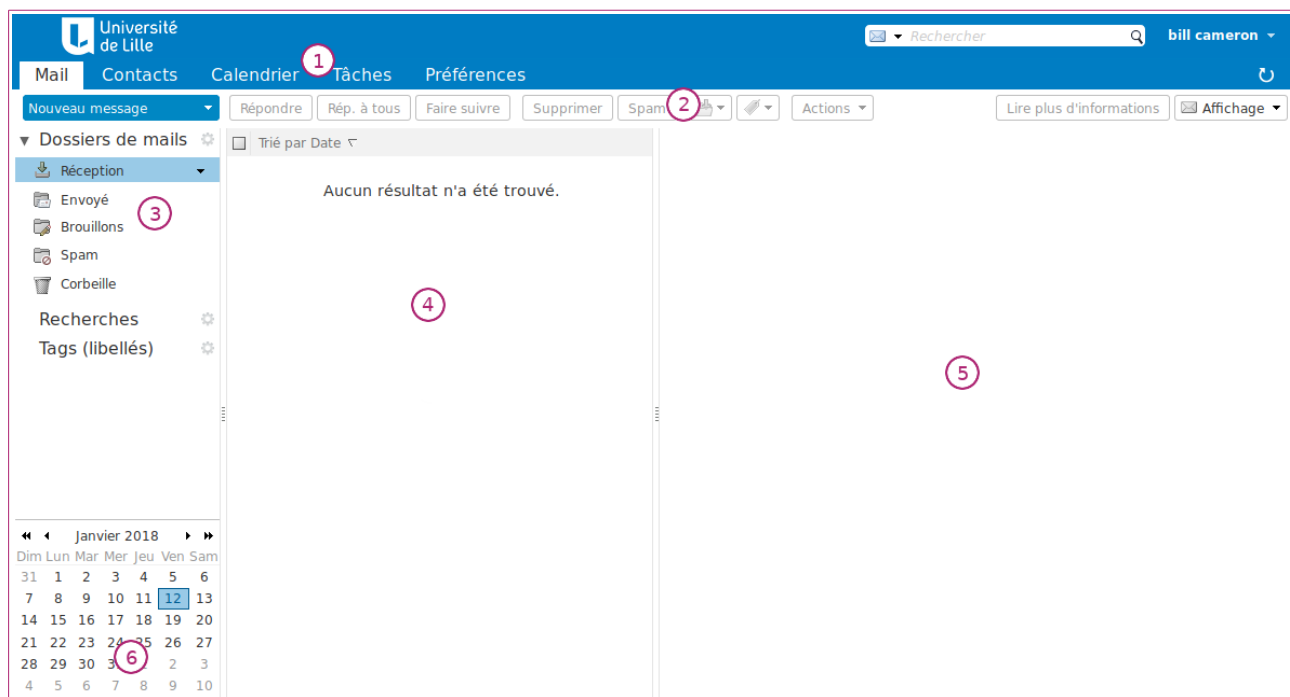 Université
de Lille
Rechercher
bill cameron
1
Mail Contacts Calendrier Tâches Préférences
Nouveau message Répondre Rép. à tous Faire suivre Supprimer Spam 2 Actions Lire plus d'informations Affichage
Dossiers de mails
Trié par Date
Réception
Aucun résultat n'a été trouvé.
Envoyé
3
Brouillons
Spam
Corbeille
4
Recherches
Tags (libellés)
5
Janvier 2018
Dim Lun Mar Mer Jeu Ven Sam
31 1 2 3 4 5 6
7 8 9 10 11 12 13
14 15 16 17 18 19 20
21 22 23 24 25 26 27
28 29 30 2 3
6
4 5 6 7 8 9 10